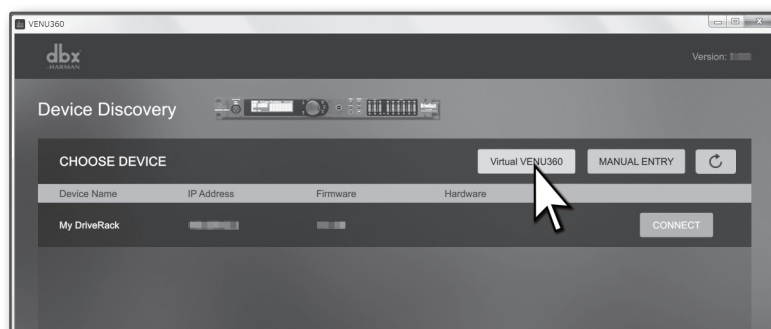 VENU360
dbx
HARMAN
Version:
Device Discovery
CHOOSE DEVICE
Virtual VENU360
MANUAL ENTRY
Device Name IP Address Firmware Hardware
My DriveRack
CONNECT